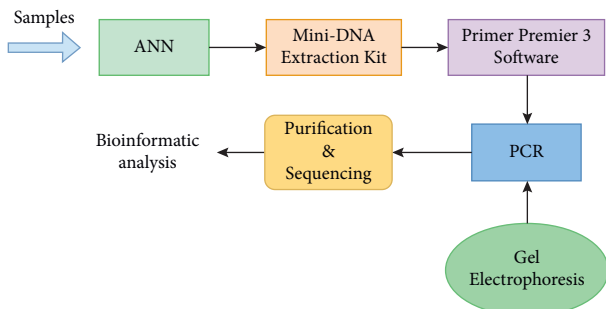 Samples
ANN
Mini-DNA
Extraction Kit
Primer Premier 3
Software
Bioinformatic
analysis
Purification
&
Sequencing
PCR
Gel
Electrophoresis